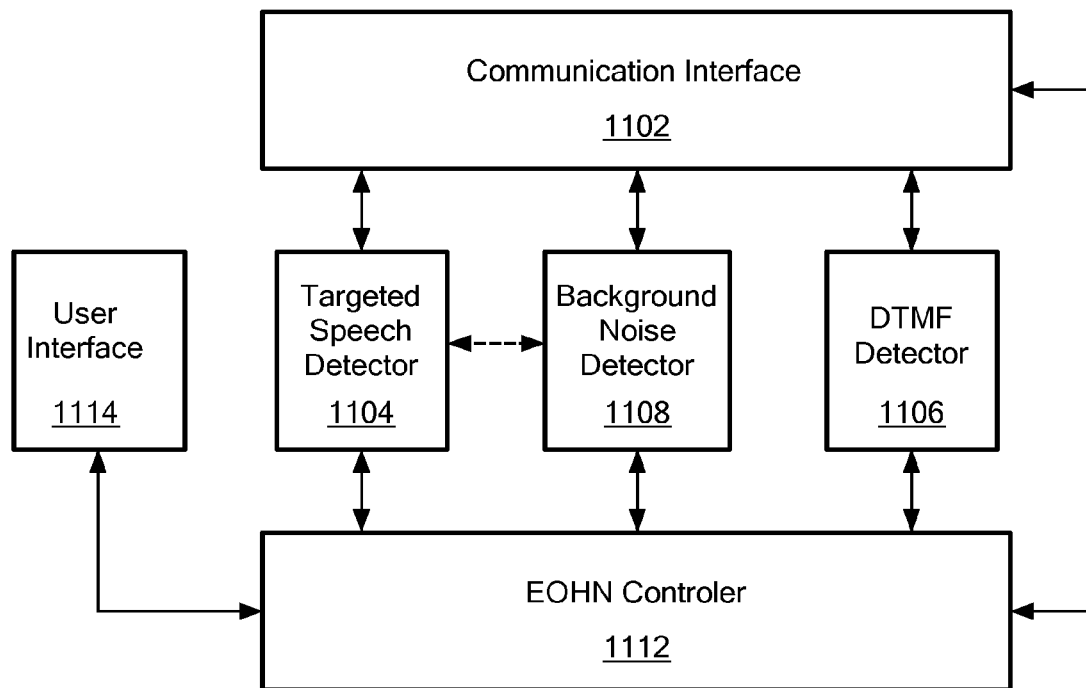 Communication Interface
1102
User
Interface
1114
Targeted
Speech
Detector
1104
Background
Noise
Detector
1108
DTMF
Detector
1106
EOHN Controler
1112